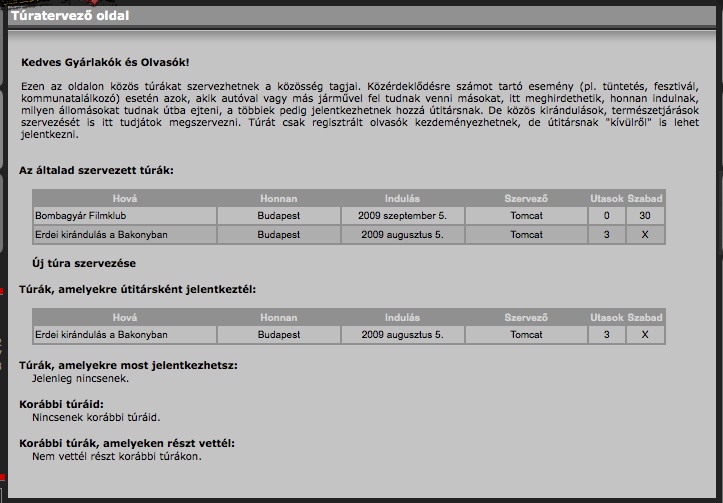 Túratervező oldal
Kedves Gyárlakók és Olvasók!
Ezen az oldalon közös túrákat szervezhetnek a közösség tagjai. Közérdeklődésre számot tartó esemény (pl. tüntetés, fesztivál,
kommunatalálkozó) esetén azok, akik autóval vagy más járművel fel tudnak venni másokat, itt meghirdethetik, honnan indulnak,
milyen állomásokat tudnak útba ejteni, a többiek pedig jelentkezhetnek hozzá útitársnak. De közös kirándulások, természetjárások
szervezését is itt tudjátok megszervezni. Túrát csak regisztrált olvasók kezdeményezhetnek, de útitársnak "kívülről" is lehet
jelentkezni.
Az általad szervezett túrák:
Hová Honnan Indulás Szervező Utasok Szabad
Bombagyár Filmklub Budapest 2009 szeptember 5. Tomcat 0 30
Erdei kirándulás a Bakonyban Budapest 2009 augusztus 5. Tomcat 3 X
Új túra szervezése
Túrák, amelyekre útitársként jelentkeztél:
Hová Honnan Indulás Szervező Utasok Szabad
Erdei kirándulás a Bakonyban Budapest 2009 augusztus 5. Tomcat 3 X
Túrák, amelyekre most jelentkezhetsz:
Jelenleg nincsenek.
Korábbi túráid:
Nincsenek korábbi túráid.
Korábbi túrák, amelyeken részt vettél:
Nem vettél részt korábbi túrákon.